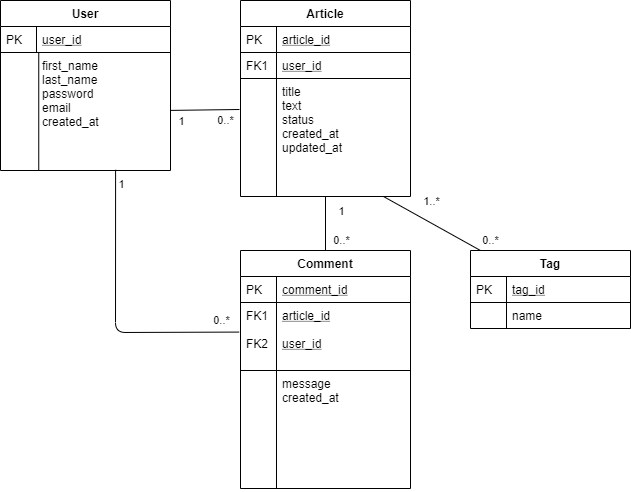 User
PK user_id
first_name
last_name
password
email
created_at
Article
PK article_id
FK1 user_id
title
text
status
created_at
updated_at
1
0..*
1
0..*
1
0..*
1..*
0..*
Comment
PK comment_id
FK1 article_id
FK2 user_id
message
created_at
Tag
PK tag_id
name